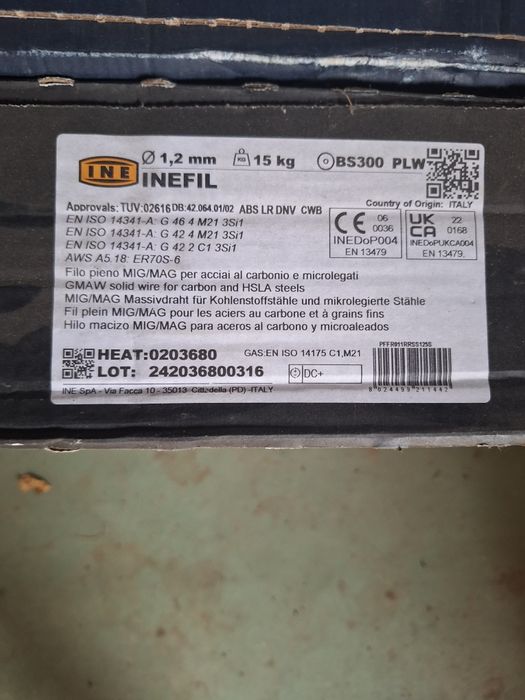 INE
Ø 1,2 mm
KG 15 kg
BS300 PLW
INEFIL
Approvals: TUV:02616 DB:42.064.01/02 ABS LR DNV CWB
Country of Origin: ITALY
EN ISO 14341-A: G 46 4 M21 3Si1
EN ISO 14341-A: G 42 4 M21 3Si1
EN ISO 14341-A: G 42 2 C1 3Si1
AWS A5.18: ER70S-6
CE 06 0036
INEDoP004
EN 13479
UKCA 22 0168
INEDoPUKCA004
EN 13479
Filo pieno MIG/MAG per acciai al carbonio e microlegati
GMAW solid wire for carbon and HSLA steels
MIG/MAG Massivdraht für Kohlenstoffstähle und mikrolegierte Stähle
Fil plein MIG/MAG pour les aciers au carbone et à grains fins
Hilo macizo MIG/MAG para aceros al carbono y microaleados
HEAT:0203680
GAS:EN ISO 14175 C1,M21
LOT: 242036800316
DC+
INE SpA - Via Facca 10 - 35013 Cittadella (PD) -ITALY
8 024493 211442